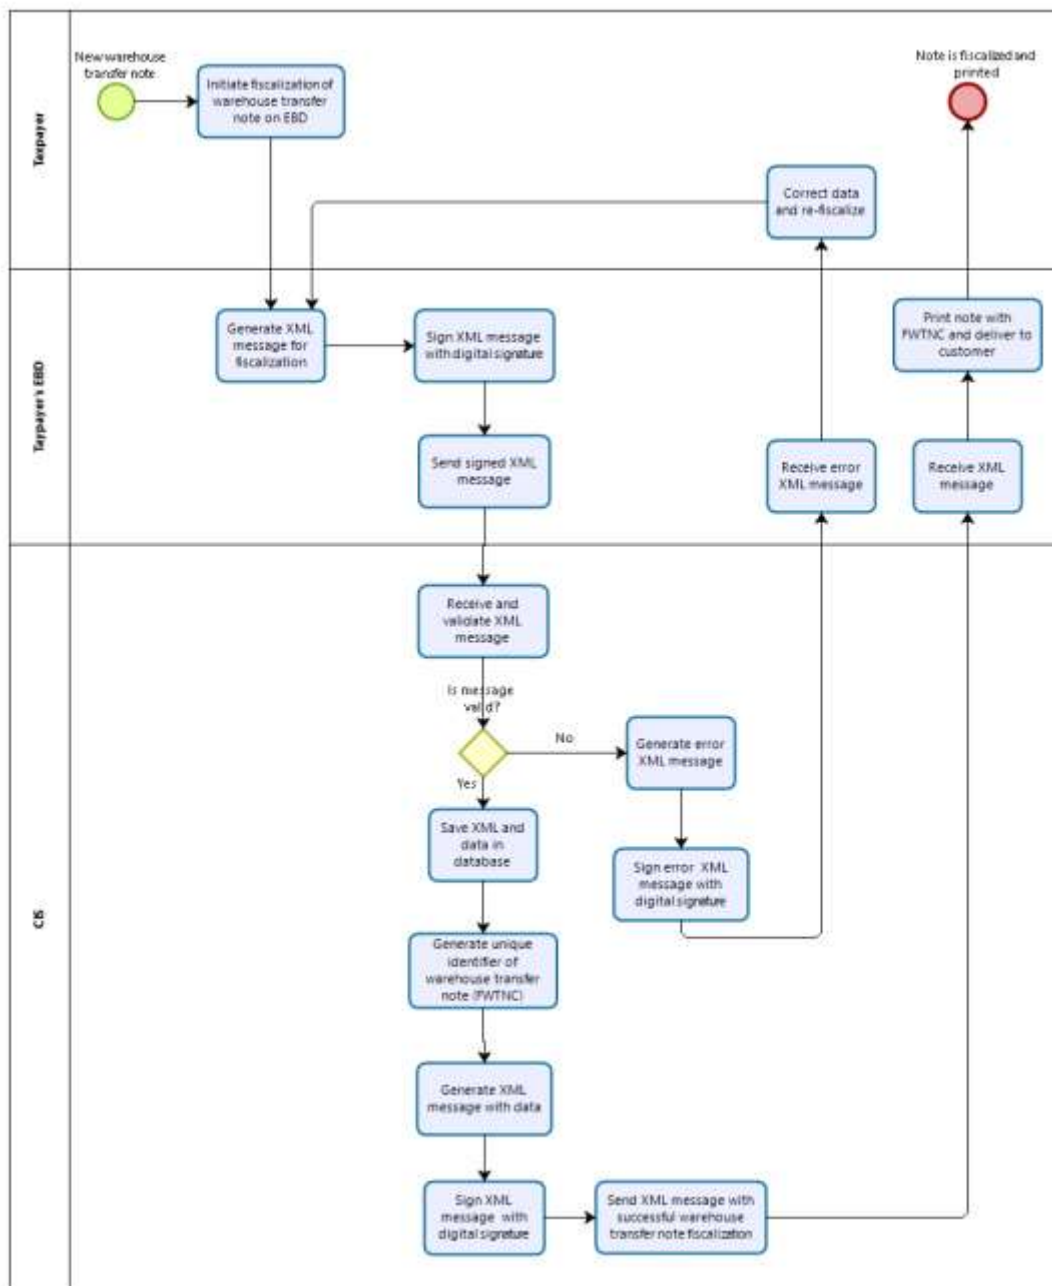 New warehouse
transfer note
Initiate fiscalization of
warehouse transfer
note on EBD
Note is fiscalized and
printed
Taxpayer
Correct data
and re-fiscalize
Generate XML
message for
fiscalization
Sign XML message
with digital signature
Print note with
FWTNC and deliver to
customer
Taypayer's EBD
Send signed XML
message
Receive error
XML message
Receive XML
message
Receive and
validate XML
message
Is message
valid?
No
Generate error
XML message
Yes
Save XML and
data in
database
Sign error XML
message with
digital signature
CIS
Generate unique
identifier of
warehouse transfer
note (FWTNC)
Generate XML
message with data
Sign XML
message with
digital signature
Send XML message with
successful warehouse
transfer note fiscalization